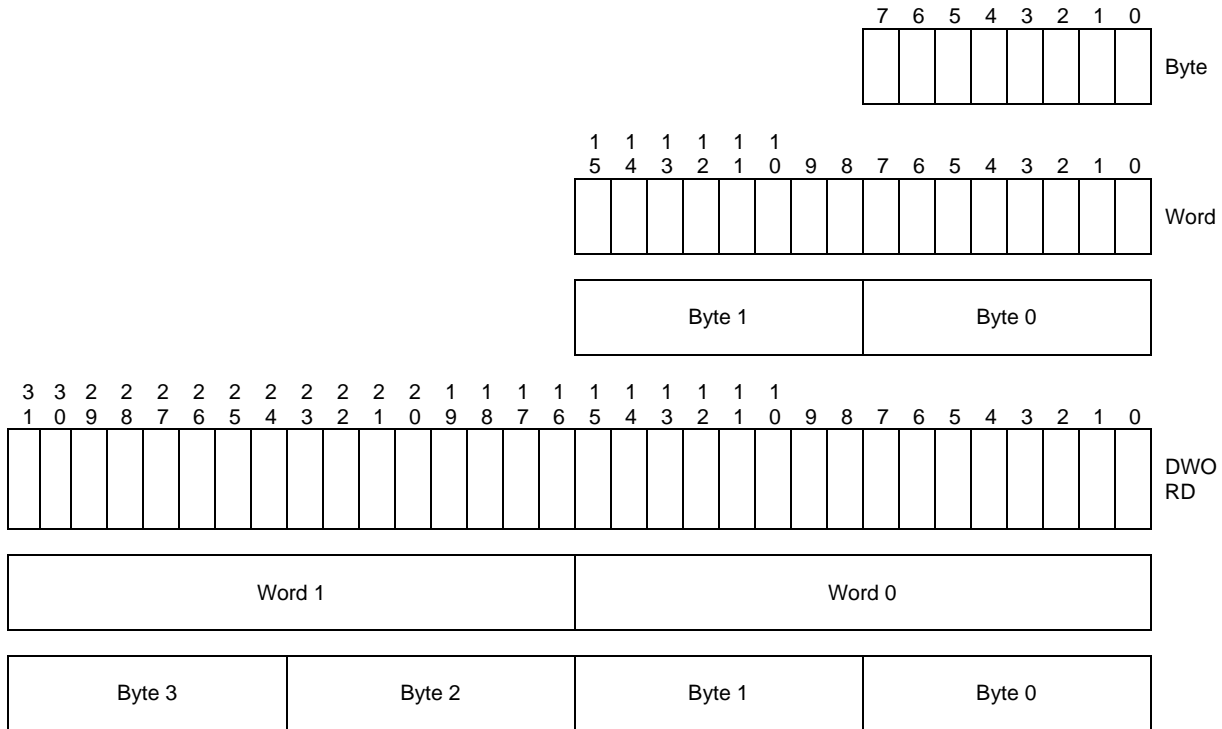 7 6 5 4 3 2 1 0
Byte
1 1 1 1 1 1
5 4 3 2 1 0 9 8 7 6 5 4 3 2 1 0
Word
Byte 1 Byte 0
3 3 2 2 2 2 2 2 2 2 2 2 1 1 1 1 1 1 1 1 1 1
1 0 9 8 7 6 5 4 3 2 1 0 9 8 7 6 5 4 3 2 1 0 9 8 7 6 5 4 3 2 1 0
DWO
RD
Word 1 Word 0
Byte 3 Byte 2 Byte 1 Byte 0